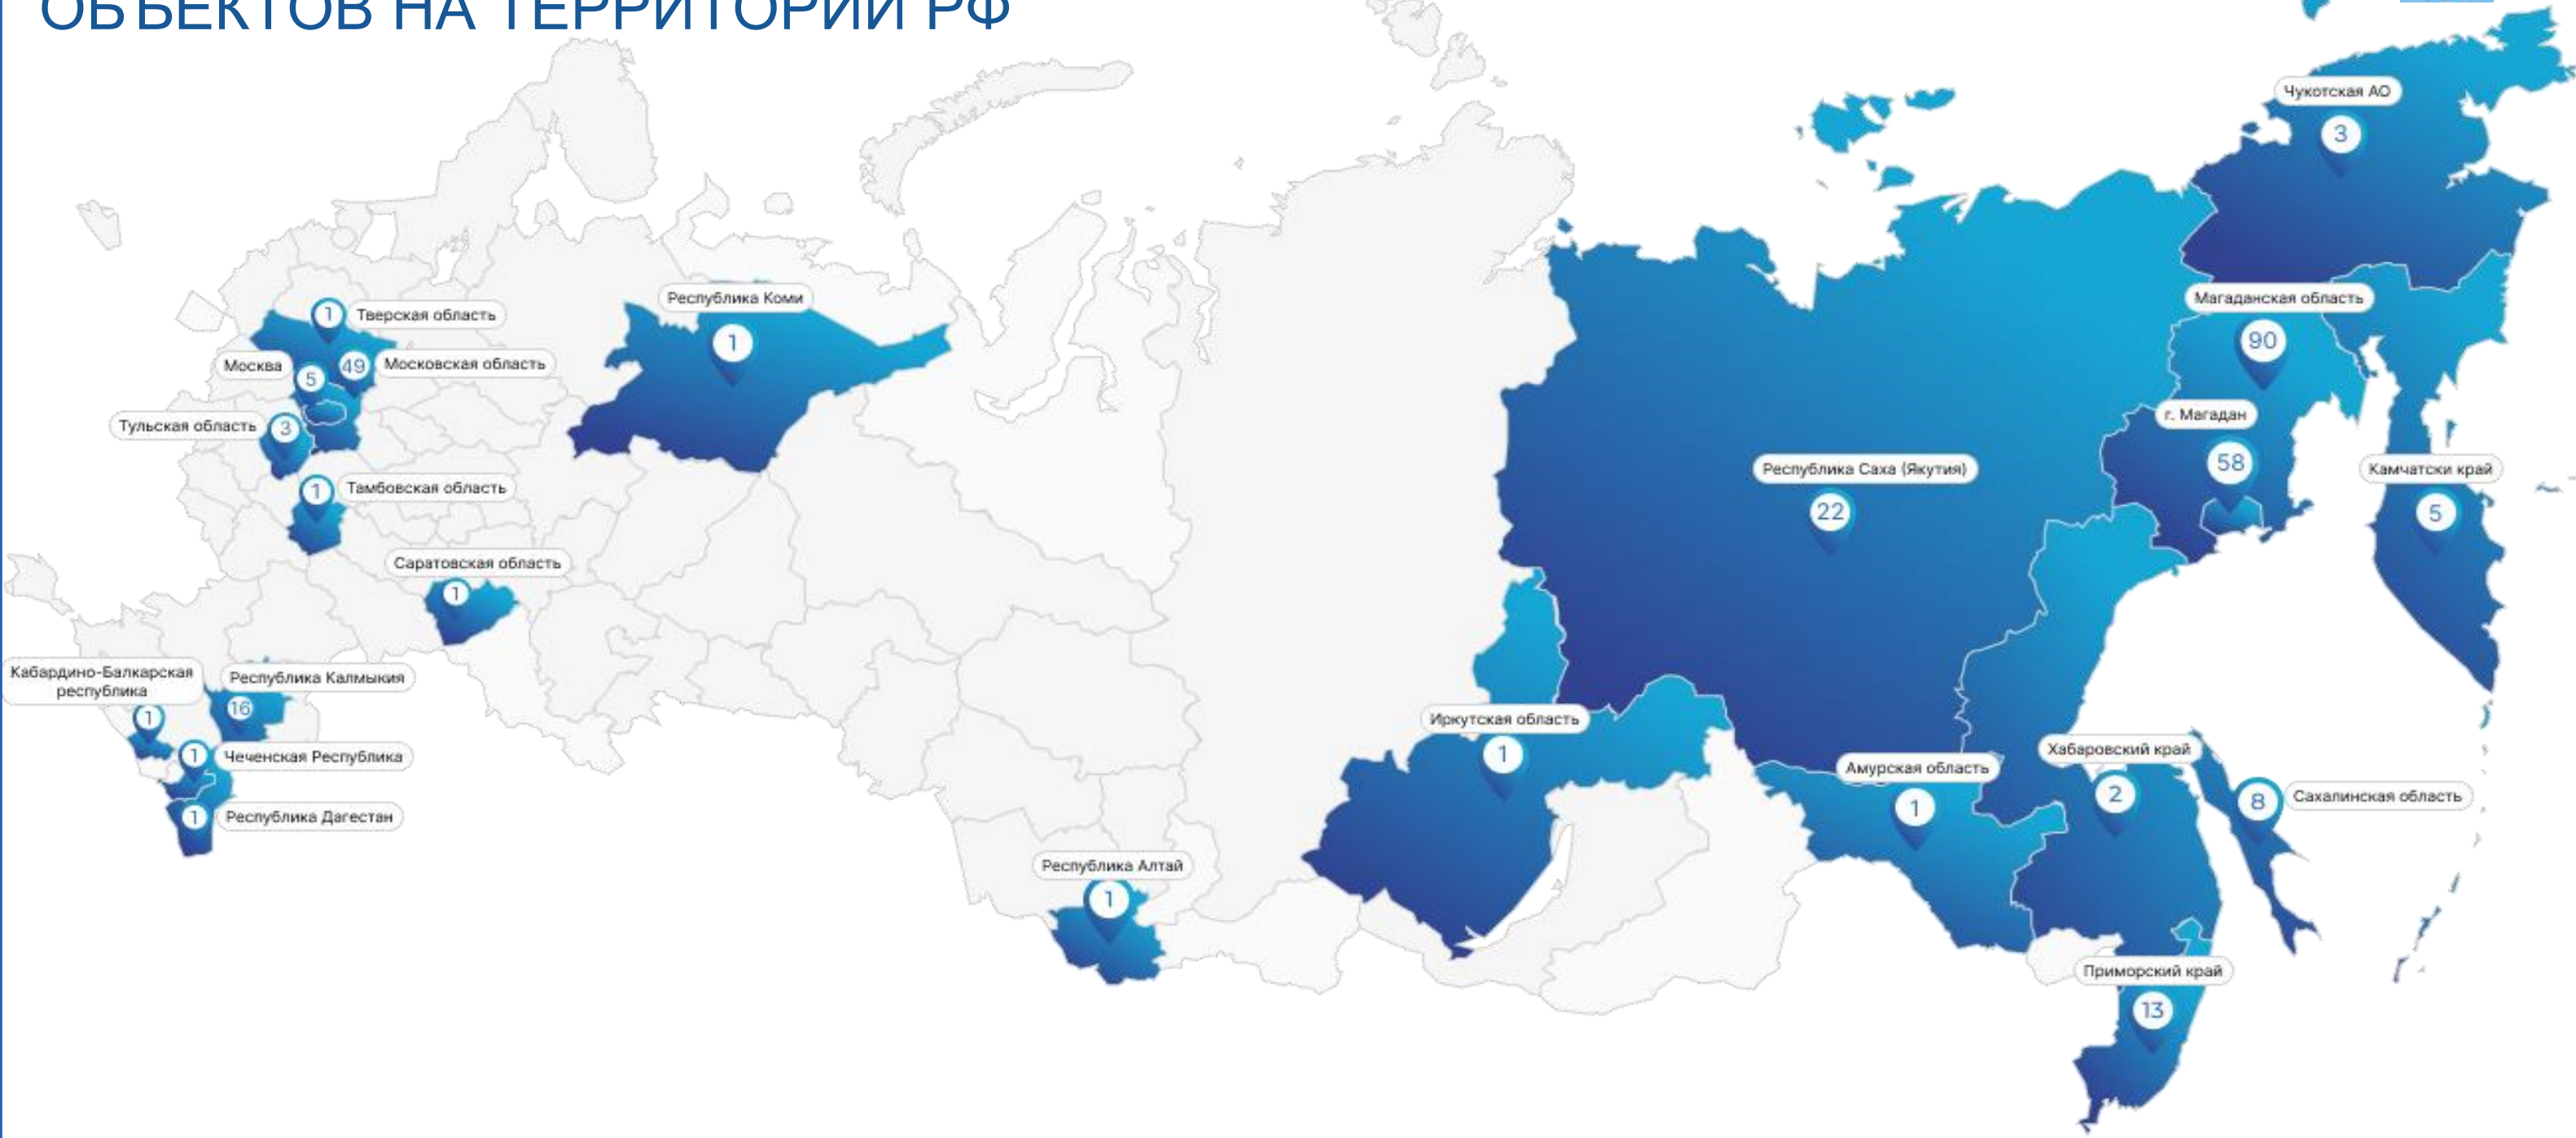 ОБЪЕКТОВ НА ТЕРРИТОРИИ РФ
Чукотская АО
3
Республика Коми
1
Магаданская область
90
1
Тверская область
Москва
5
49
Московская область
г. Магадан
58
Тульская область
3
Республика Саха (Якутия)
22
Камчатски край
5
1
Тамбовская область
Саратовская область
1
Кабардино-Балкарская
республика
1
Республика Калмыкия
16
Иркутская область
1
Хабаровский край
2
1
Чеченская Республика
Амурская область
1
8
Сахалинская область
1
Республика Дагестан
Республика Алтай
1
Приморский край
13